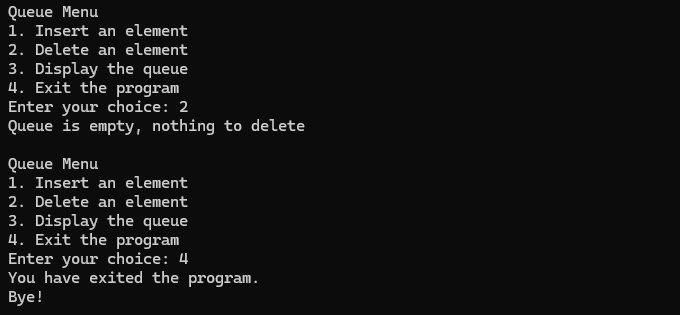 Queue Menu
1. Insert an element
2. Delete an element
3. Display the queue
4. Exit the program
Enter your choice: 2
Queue is empty, nothing to delete

Queue Menu
1. Insert an element
2. Delete an element
3. Display the queue
4. Exit the program
Enter your choice: 4
You have exited the program.
Bye!